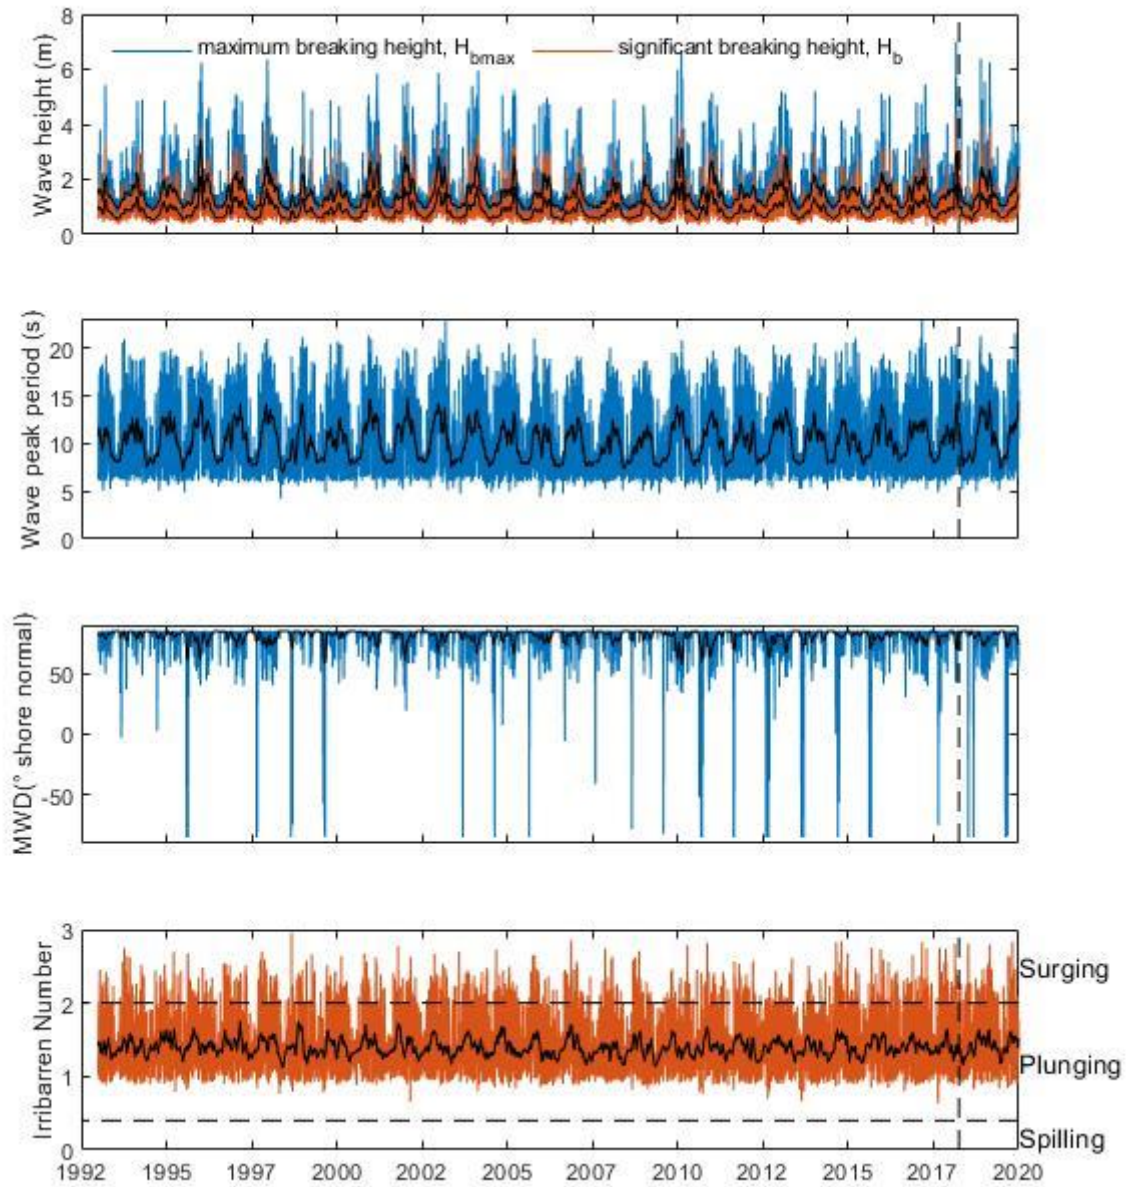 8
maximum breaking height, Hbmax
significant breaking height, Hb
6
4
2
0
Wave height (m)
20
15
10
5
0
Wave peak period (s)
50
0
-50
MWD(° shore normal)
3
2
1
0
Irribarren Number
Surging
Plunging
Spilling
1992 1995 1997 2000 2002 2005 2007 2010 2012 2015 2017 2020